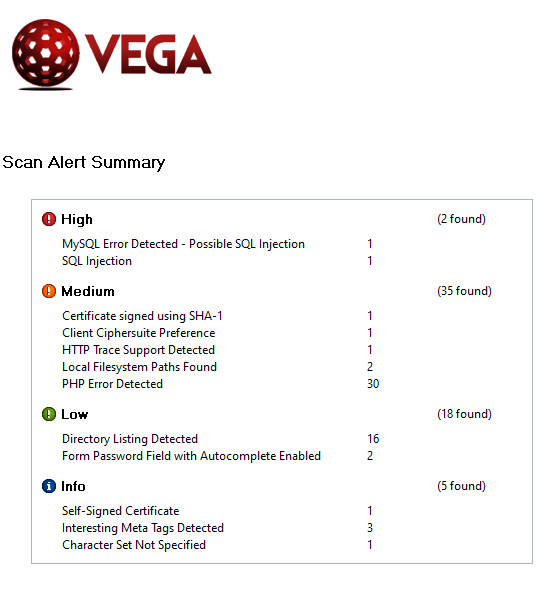 VEGA
Scan Alert Summary
High (2 found)
MySQL Error Detected - Possible SQL Injection 1
SQL Injection 1
Medium (35 found)
Certificate signed using SHA-1 1
Client Ciphersuite Preference 1
HTTP Trace Support Detected 1
Local Filesystem Paths Found 2
PHP Error Detected 30
Low (18 found)
Directory Listing Detected 16
Form Password Field with Autocomplete Enabled 2
Info (5 found)
Self-Signed Certificate 1
Interesting Meta Tags Detected 3
Character Set Not Specified 1